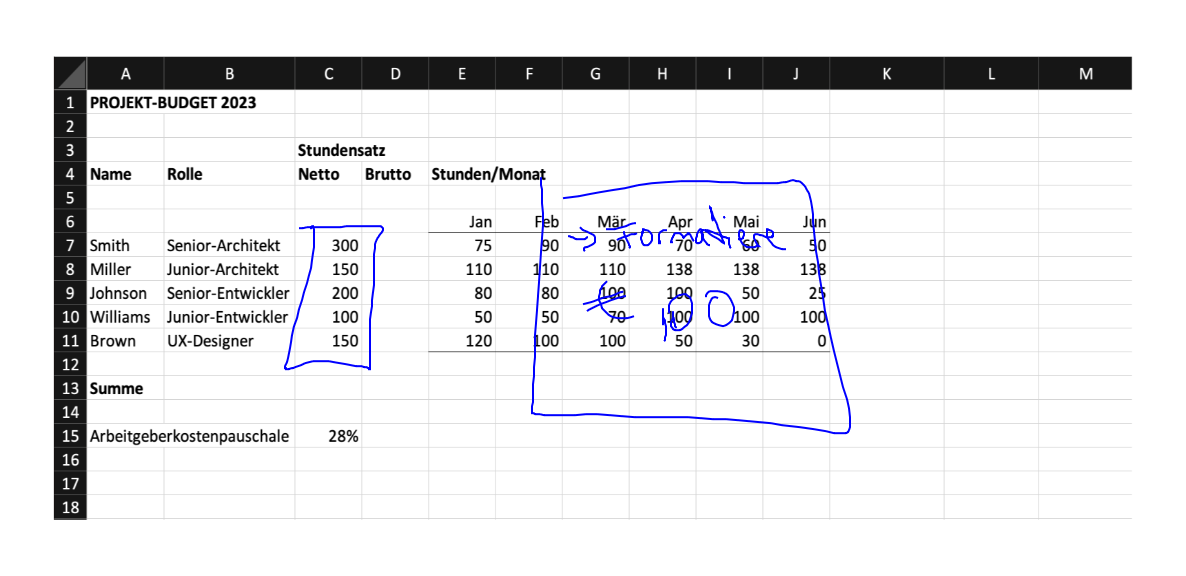 A B C D E F G H I J K L M
1 PROJEKT-BUDGET 2023
2
3 Stundensatz
4 Name Rolle Netto Brutto Stunden/Monat
5
6 Jan Feb Mär Apr Mai Jun
7 Smith Senior-Architekt 300 75 90 90 70 60 50
→ Formatiere
8 Miller Junior-Architekt 150 110 110 110 138 138 138
9 Johnson Senior-Entwickler 200 80 80 100 100 50 25
€ ,00
10 Williams Junior-Entwickler 100 50 50 70 100 100 100
11 Brown UX-Designer 150 120 100 100 50 30 0
12
13 Summe
14
15 Arbeitgeberkostenpauschale 28%
16
17
18